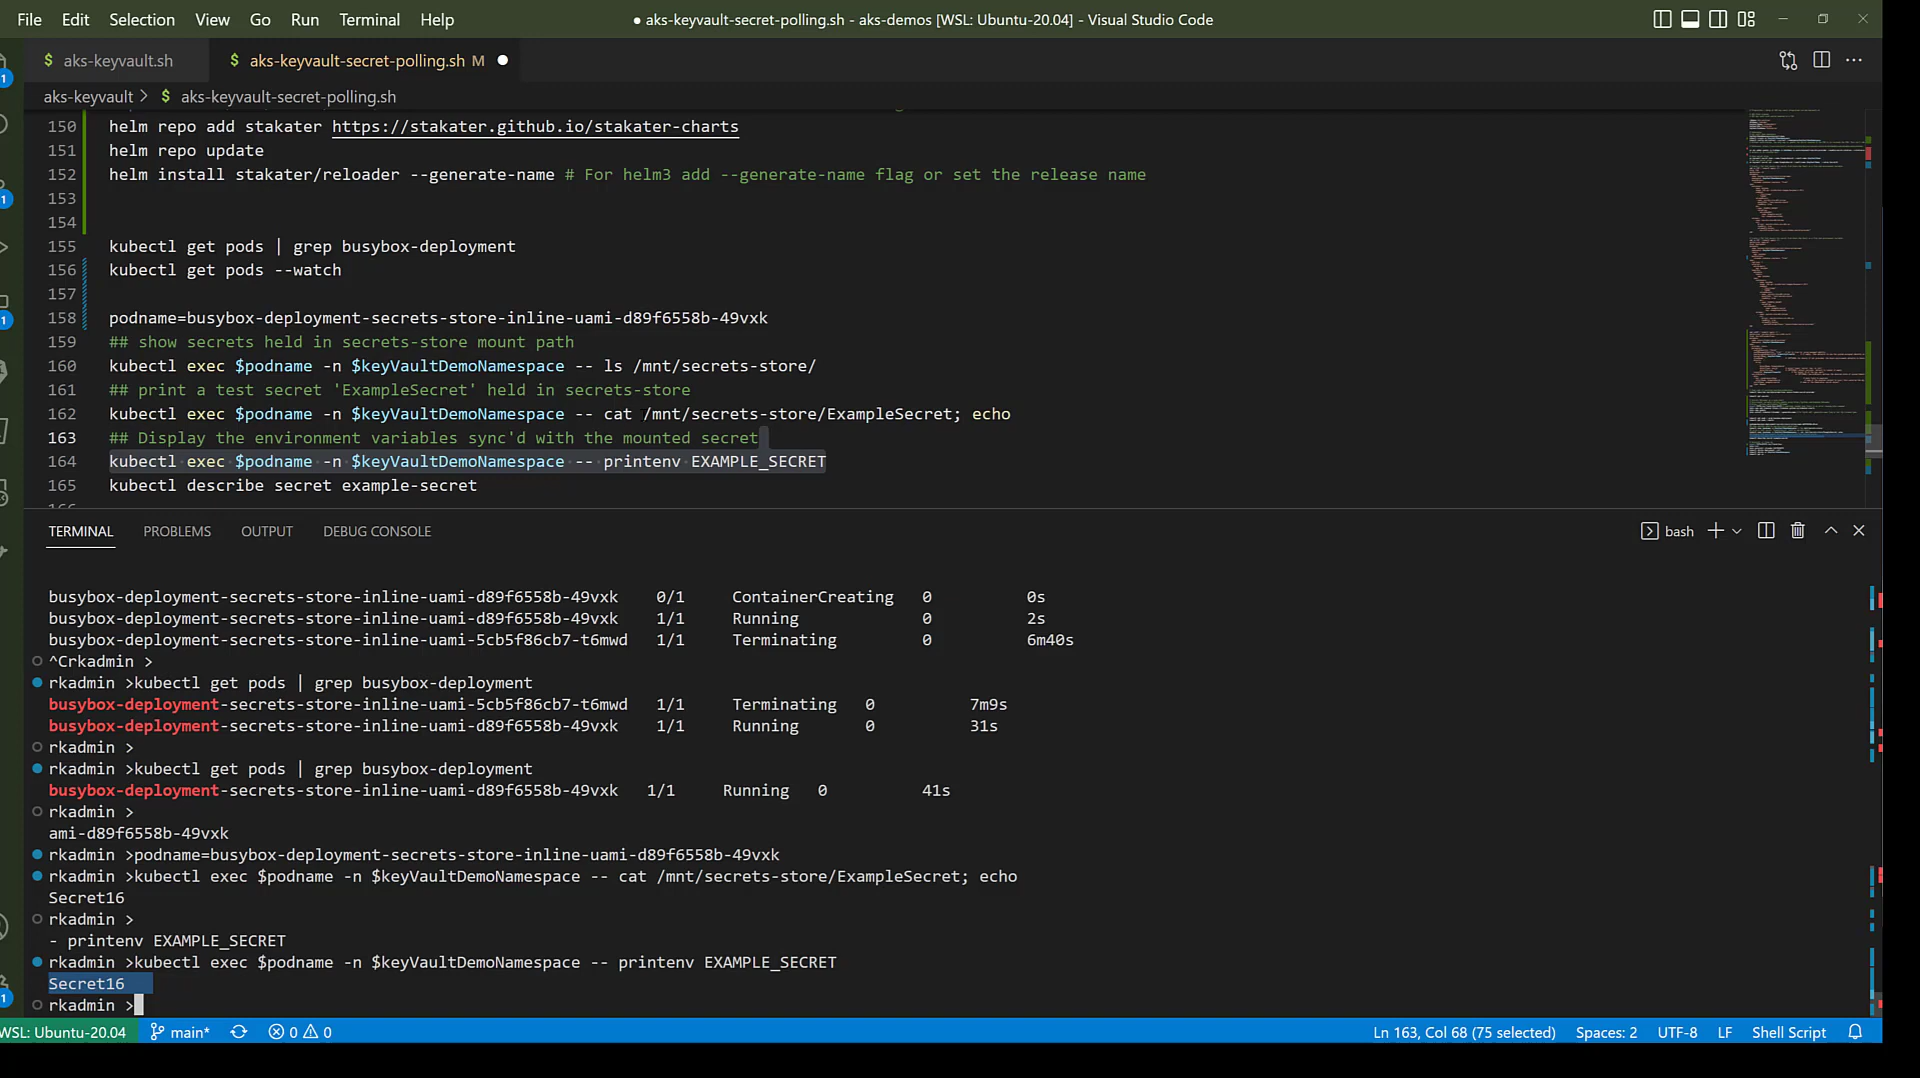 File Edit Selection View Go Run Terminal Help ● aks-keyvault-secret-polling.sh - aks-demos [WSL: Ubuntu-20.04] - Visual Studio Code
$ aks-keyvault.sh $ aks-keyvault-secret-polling.sh M ●
aks-keyvault > $ aks-keyvault-secret-polling.sh
150 helm repo add stakater https://stakater.github.io/stakater-charts
151 helm repo update
152 helm install stakater/reloader --generate-name # For helm3 add --generate-name flag or set the release name
153
154
155 kubectl get pods | grep busybox-deployment
156 kubectl get pods --watch
157
158 podname=busybox-deployment-secrets-store-inline-uami-d89f6558b-49vxk
159 ## show secrets held in secrets-store mount path
160 kubectl exec $podname -n $keyVaultDemoNamespace -- ls /mnt/secrets-store/
161 ## print a test secret 'ExampleSecret' held in secrets-store
162 kubectl exec $podname -n $keyVaultDemoNamespace -- cat /mnt/secrets-store/ExampleSecret; echo
163 ## Display the environment variables sync'd with the mounted secret
164 kubectl exec $podname -n $keyVaultDemoNamespace -- printenv EXAMPLE_SECRET
165 kubectl describe secret example-secret
TERMINAL PROBLEMS OUTPUT DEBUG CONSOLE bash
busybox-deployment-secrets-store-inline-uami-d89f6558b-49vxk 0/1 ContainerCreating 0 0s
busybox-deployment-secrets-store-inline-uami-d89f6558b-49vxk 1/1 Running 0 2s
busybox-deployment-secrets-store-inline-uami-5cb5f86cb7-t6mwd 1/1 Terminating 0 6m40s
^Crkadmin >
rkadmin >kubectl get pods | grep busybox-deployment
busybox-deployment-secrets-store-inline-uami-5cb5f86cb7-t6mwd 1/1 Terminating 0 7m9s
busybox-deployment-secrets-store-inline-uami-d89f6558b-49vxk 1/1 Running 0 31s
rkadmin >
rkadmin >kubectl get pods | grep busybox-deployment
busybox-deployment-secrets-store-inline-uami-d89f6558b-49vxk 1/1 Running 0 41s
rkadmin >
ami-d89f6558b-49vxk
rkadmin >podname=busybox-deployment-secrets-store-inline-uami-d89f6558b-49vxk
rkadmin >kubectl exec $podname -n $keyVaultDemoNamespace -- cat /mnt/secrets-store/ExampleSecret; echo
Secret16
rkadmin >
- printenv EXAMPLE_SECRET
rkadmin >kubectl exec $podname -n $keyVaultDemoNamespace -- printenv EXAMPLE_SECRET
Secret16
rkadmin >
WSL: Ubuntu-20.04 main* 0 0 Ln 163, Col 68 (75 selected) Spaces: 2 UTF-8 LF Shell Script